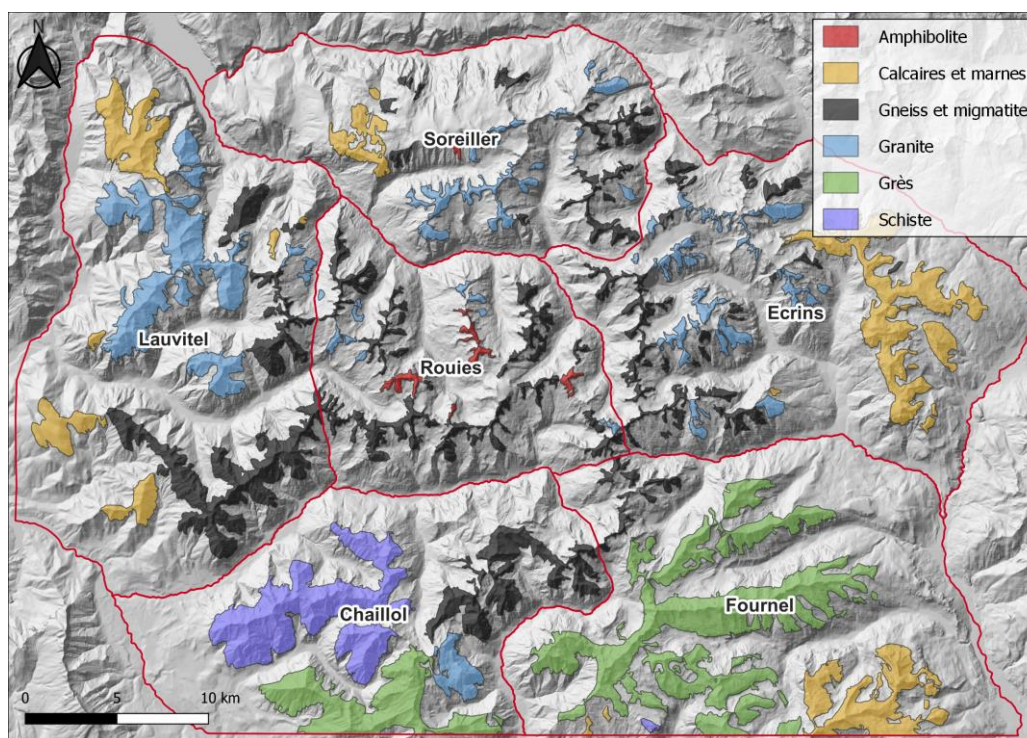 N
Amphibolite
Calcaires et marnes
Gneiss et migmatite
Granite
Grès
Schiste
Soreiller
Ecrins
Lauvitel
Rouies
Chaillol
Fournel
0 5 10 km